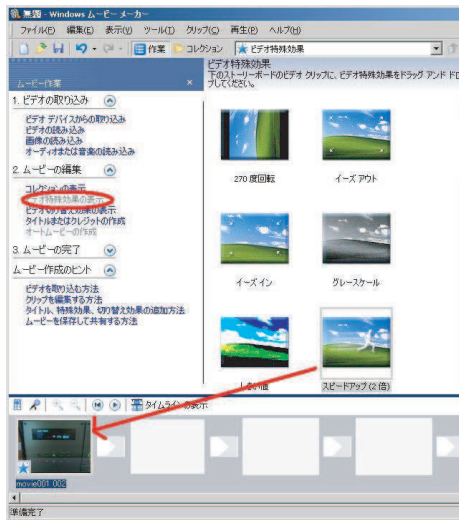 無題 - Windows ムービー メーカー
ファイル(F) 編集(E) 表示(V) ツール(T) クリップ(C) 再生(P) ヘルプ(H)
作業 コレクション ビデオ特殊効果
ビデオ特殊効果
下のストーリーボードのビデオ クリップに、ビデオ特殊効果をドラッグ アンド ドロ
プしてください。
ムービー作業 ×
1. ビデオの取り込み
ビデオ デバイスからの取り込み
ビデオの読み込み
画像の読み込み
オーディオまたは音楽の読み込み
2. ムービーの編集
コレクションの表示
ビデオ特殊効果の表示
ビデオ切り替え効果の表示
タイトルまたはクレジットの作成
オートムービーの作成
3. ムービーの完了
ムービー作成のヒント
ビデオを取り込む方法
クリップを編集する方法
タイトル、特殊効果、切り替え効果の追加方法
ムービーを保存して共有する方法
270 度回転
イーズ アウト
イーズ イン
グレースケール
しきい値
スピードアップ (2 倍)
タイムラインの表示
movie001 002
準備完了